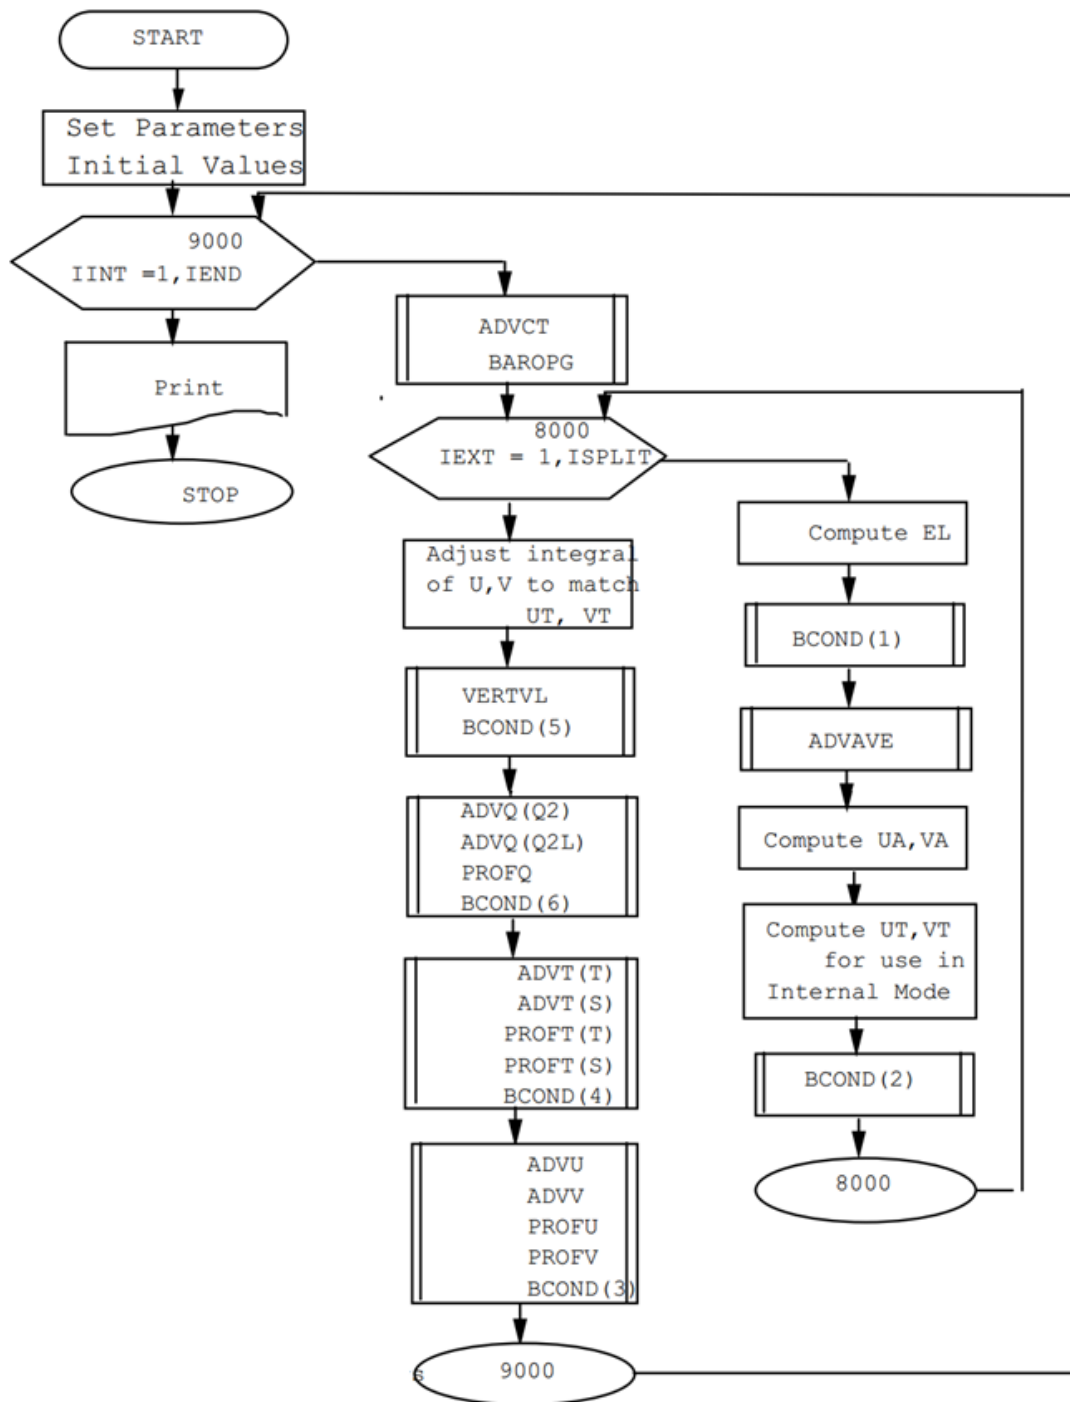 START
Set Parameters
Initial Values
9000
IINT =1,IEND
Print
STOP
ADVCT
BAROPG
8000
IEXT = 1,ISPLIT
Adjust integral
of U,V to match
UT, VT
VERTVL
BCOND(5)
ADVQ(Q2)
ADVQ(Q2L)
PROFQ
BCOND(6)
ADVT(T)
ADVT(S)
PROFT(T)
PROFT(S)
BCOND(4)
ADVU
ADVV
PROFU
PROFV
BCOND(3)
s
9000
Compute EL
BCOND(1)
ADVAVE
Compute UA,VA
Compute UT,VT
for use in
Internal Mode
BCOND(2)
8000